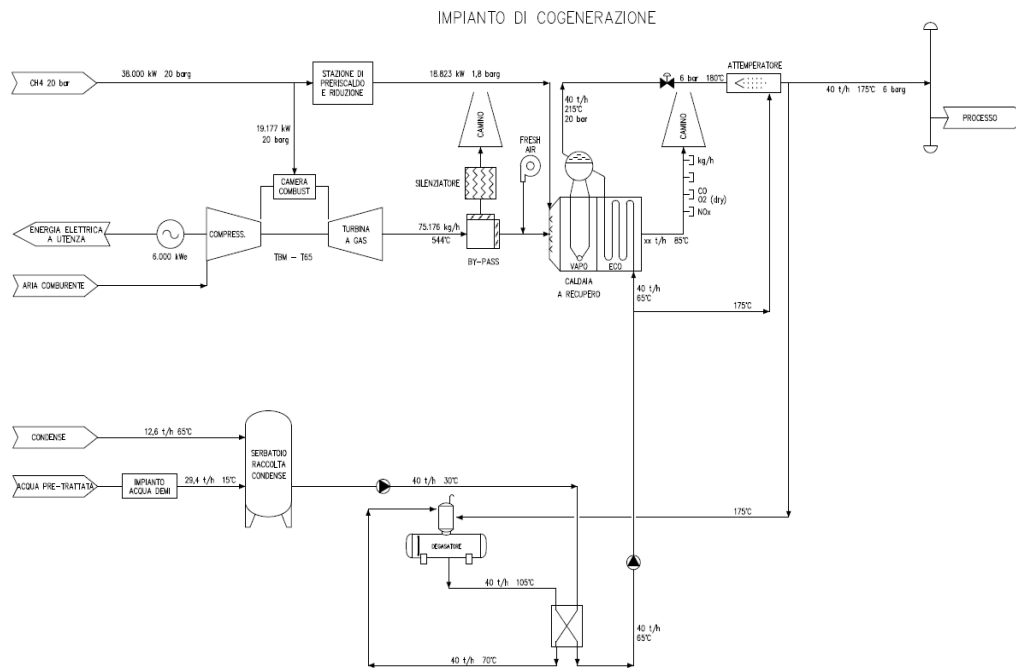 IMPIANTO DI COGENERAZIONE
CH4 20 bar
38.000 kW 20 barg
STAZIONE DI
PRERISCALDO
E RIDUZIONE
18.823 kW 1,8 barg
40 t/h
215°C
20 bar
6 bar 180°C
ATTEMPERATORE
40 t/h 175°C 6 barg
PROCESSO
19.177 kW
20 barg
CAMINO
CAMINO
FRESH
AIR
kg/h
CO
O2 (dry)
NOx
CAMERA
COMBUST
SILENZIATORE
ENERGIA ELETTRICA
A UTENZA
6.000 kWe
COMPRESS.
TBM - T65
TURBINA
A GAS
75.176 kg/h
544°C
BY-PASS
VAPO
ECO
xx t/h 85°C
CALDAIA
A RECUPERO
ARIA COMBURENTE
40 t/h
65°C
175°C
CONDENSE
12,6 t/h 65°C
SERBATOIO
RACCOLTA
CONDENSE
ACQUA PRE-TRATTATA
IMPIANTO
ACQUA DEMI
29,4 t/h 15°C
40 t/h 30°C
175°C
DEGASATORE
40 t/h 105°C
40 t/h
65°C
40 t/h 70°C